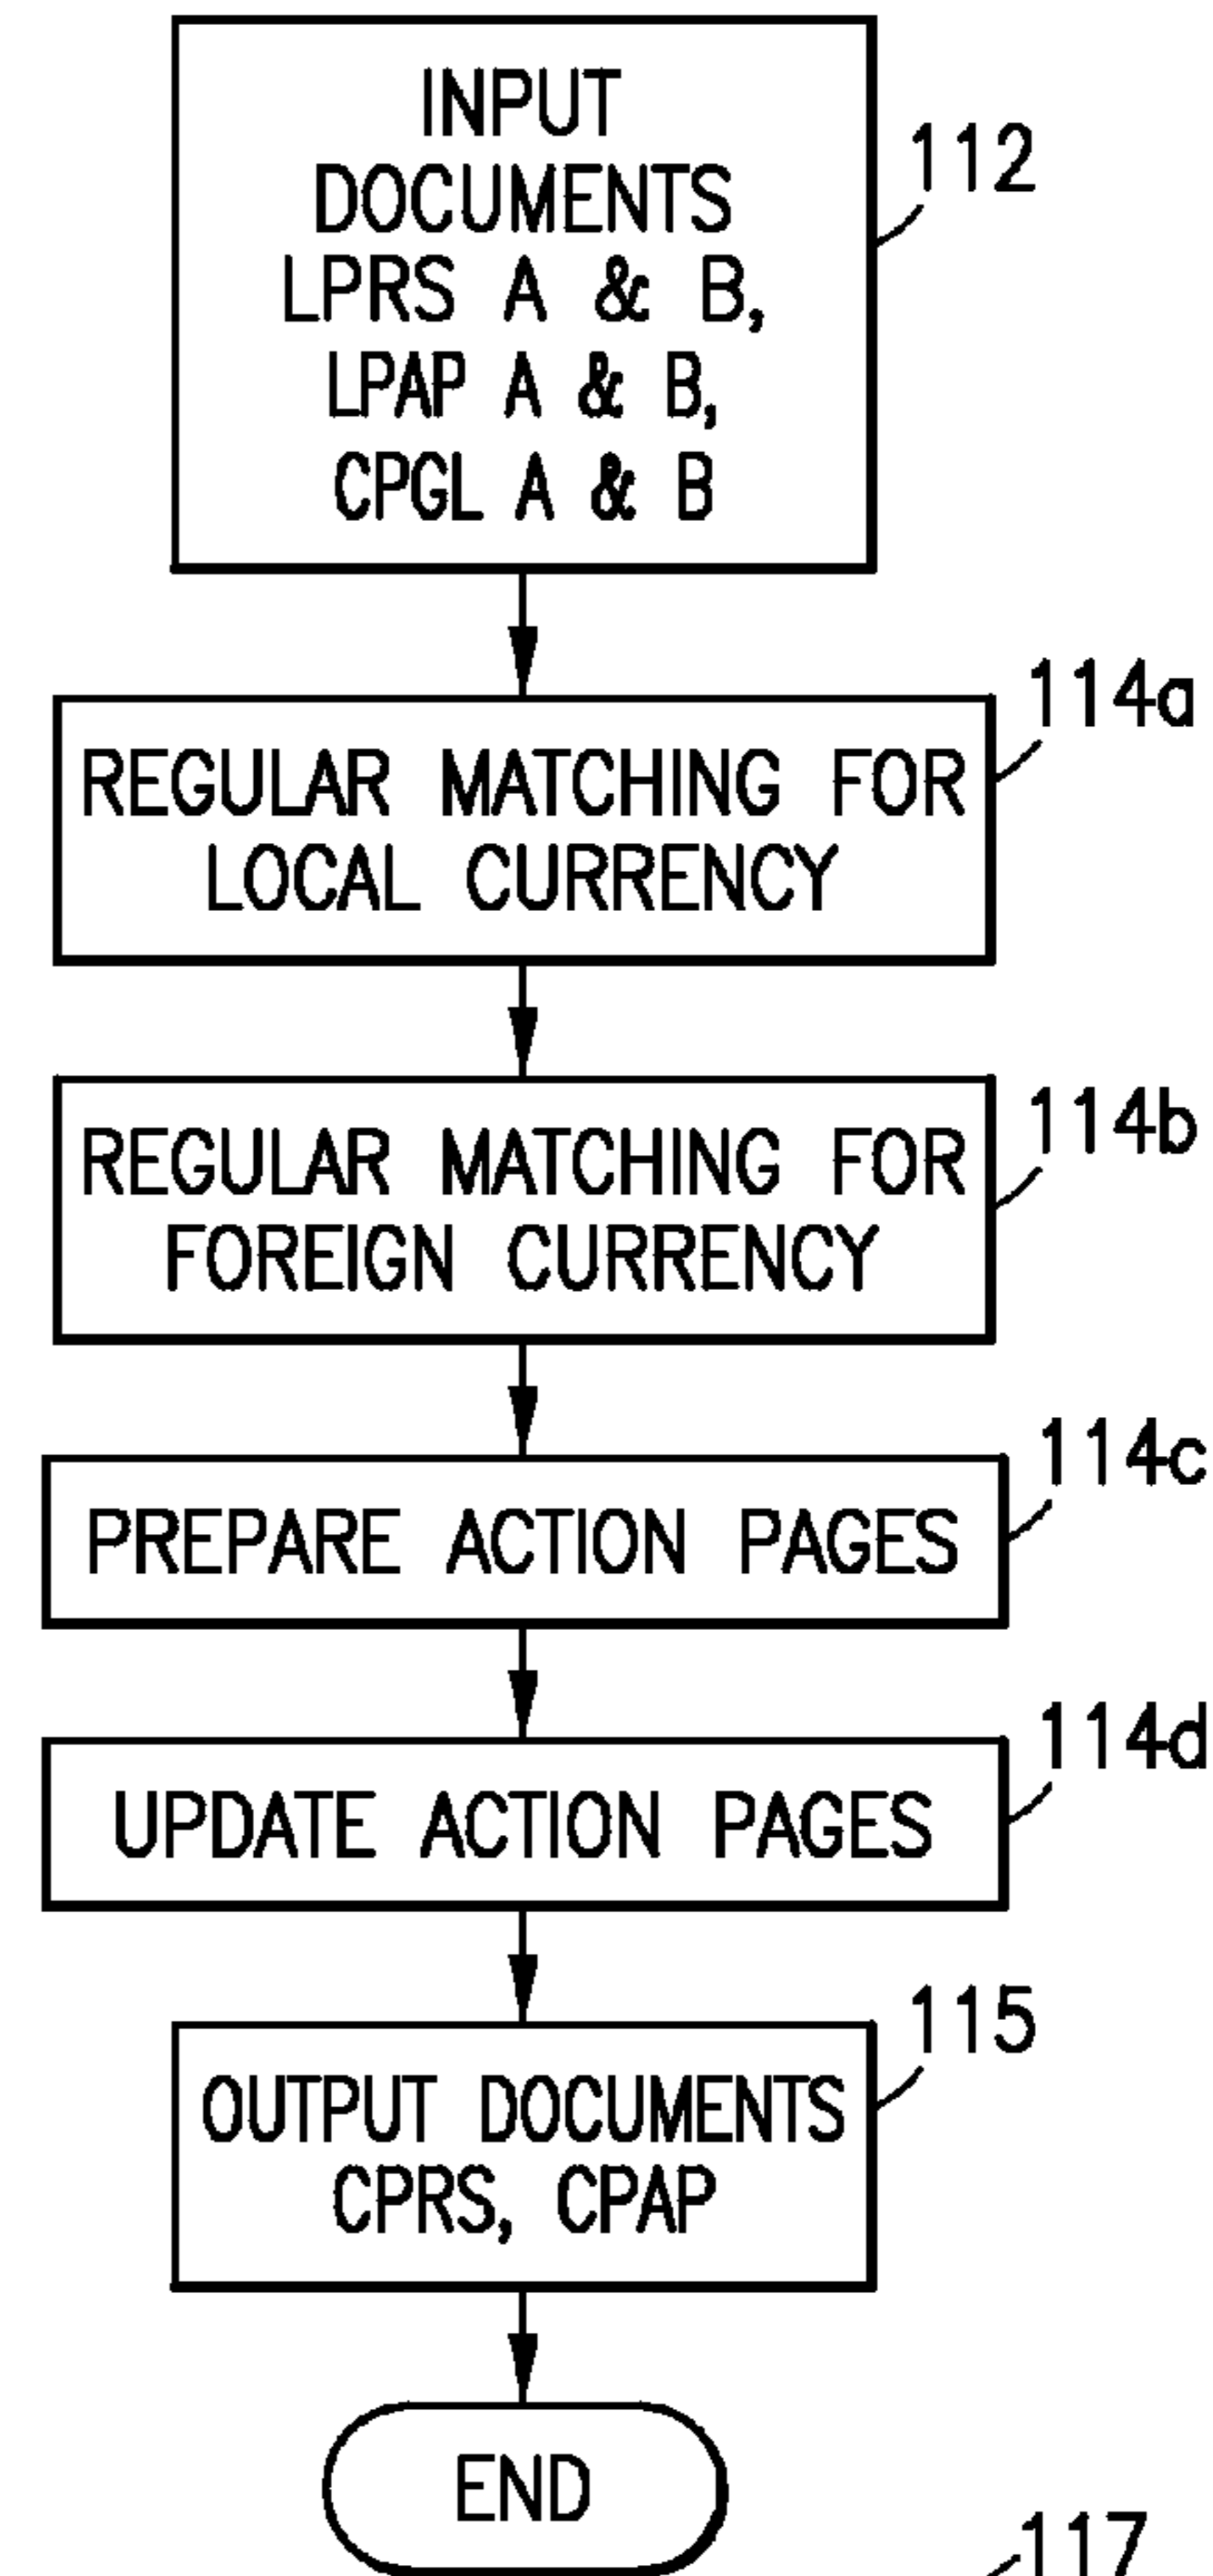 INPUT
DOCUMENTS
LPRS A & B,
LPAP A & B,
CPGL A & B
112
REGULAR MATCHING FOR
LOCAL CURRENCY
114a
REGULAR MATCHING FOR
FOREIGN CURRENCY
114b
PREPARE ACTION PAGES
114c
UPDATE ACTION PAGES
114d
OUTPUT DOCUMENTS
CPRS, CPAP
115
END
117